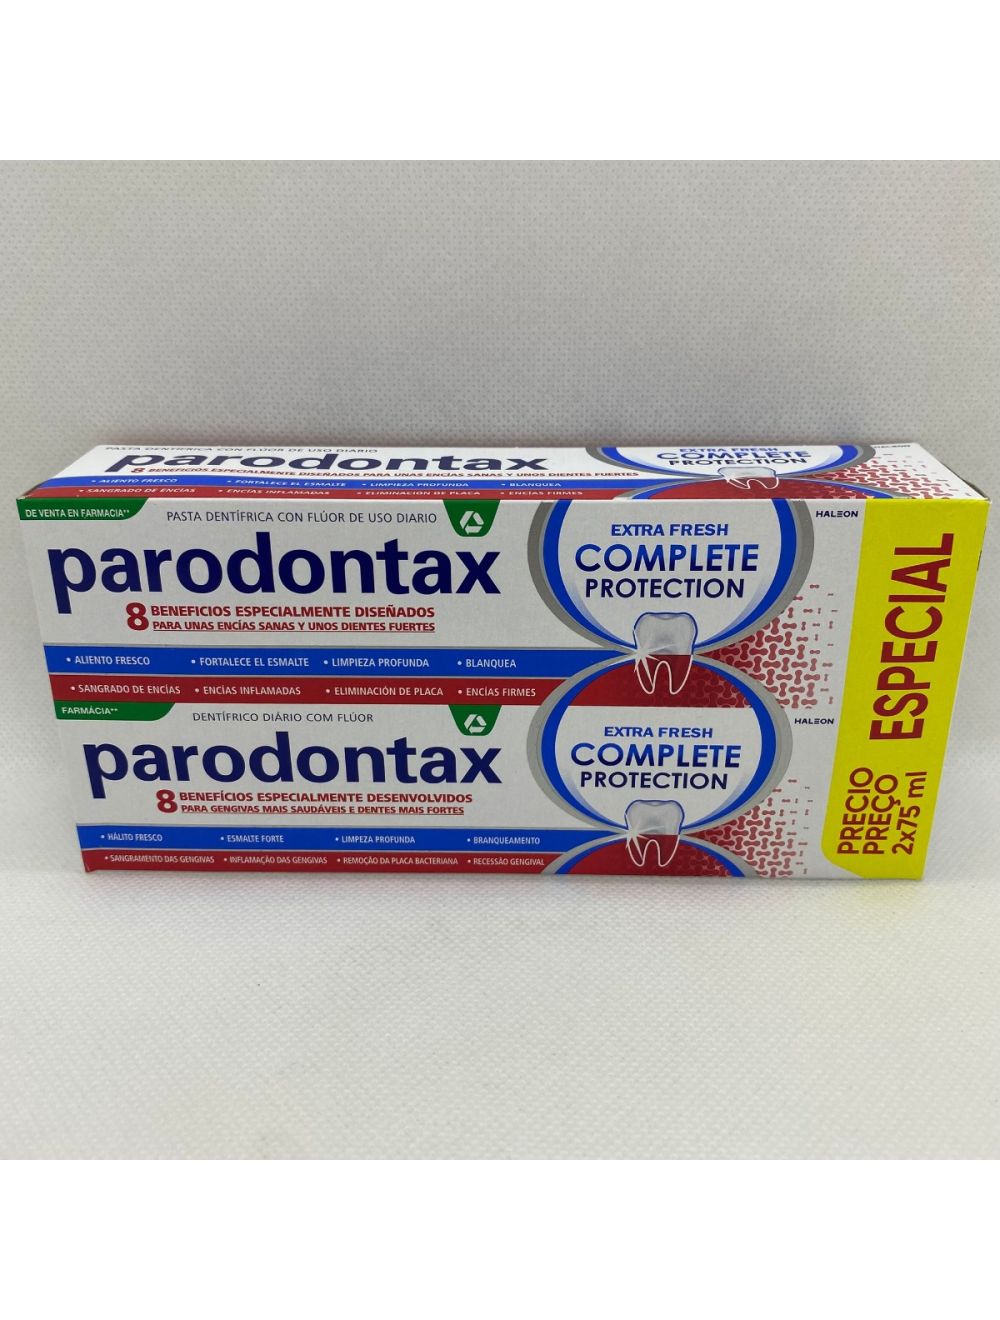 PASTA DENTÍFRICA CON FLÚOR DE USO DIARIO
parodontax
8 BENEFICIOS ESPECIALMENTE DISEÑADOS PARA UNAS ENCÍAS SANAS Y UNOS DIENTES FUERTES
• ALIENTO FRESCO • FORTALECE EL ESMALTE • LIMPIEZA PROFUNDA • BLANQUEA
• SANGRADO DE ENCÍAS • ENCÍAS INFLAMADAS • ELIMINACIÓN DE PLACA • ENCÍAS FIRMES
EXTRA FRESH
COMPLETE
PROTECTION
HALEON
DE VENTA EN FARMACIA**
PASTA DENTÍFRICA CON FLÚOR DE USO DIARIO
parodontax
8 BENEFICIOS ESPECIALMENTE DISEÑADOS
PARA UNAS ENCÍAS SANAS Y UNOS DIENTES FUERTES
• ALIENTO FRESCO • FORTALECE EL ESMALTE • LIMPIEZA PROFUNDA • BLANQUEA
• SANGRADO DE ENCÍAS • ENCÍAS INFLAMADAS • ELIMINACIÓN DE PLACA • ENCÍAS FIRMES
EXTRA FRESH
COMPLETE
PROTECTION
HALEON
FARMÁCIA**
DENTÍFRICO DIÁRIO COM FLÚOR
parodontax
8 BENEFÍCIOS ESPECIALMENTE DESENVOLVIDOS
PARA GENGIVAS MAIS SAUDÁVEIS E DENTES MAIS FORTES
• HÁLITO FRESCO • ESMALTE FORTE • LIMPEZA PROFUNDA • BRANQUEAMENTO
• SANGRAMENTO DAS GENGIVAS • INFLAMAÇÃO DAS GENGIVAS • REMOÇÃO DA PLACA BACTERIANA • RECESSÃO GENGIVAL
EXTRA FRESH
COMPLETE
PROTECTION
HALEON
PRECIO
PREÇO
ESPECIAL
2x75 ml